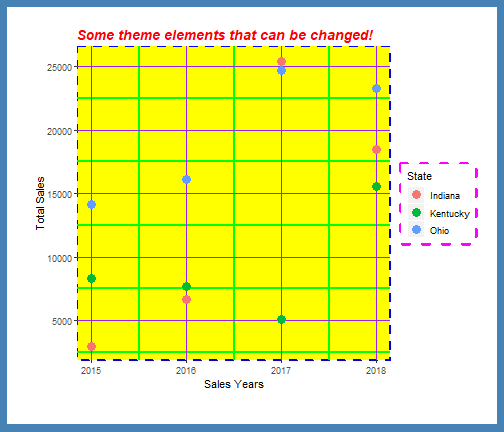 Some theme elements that can be changed!
25000
20000
15000
10000
5000
Total Sales
2015 2016 2017 2018
Sales Years
State
Indiana
Kentucky
Ohio